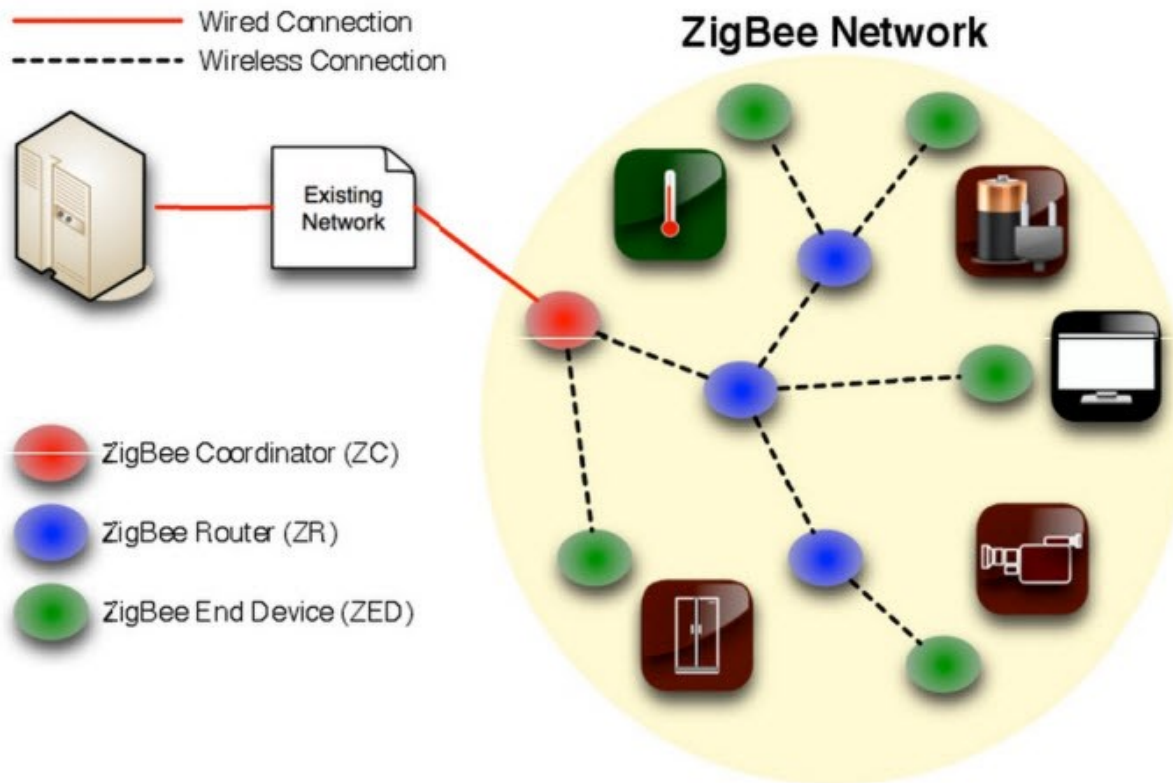 Wired Connection
Wireless Connection
ZigBee Network
Existing
Network
ZigBee Coordinator (ZC)
ZigBee Router (ZR)
ZigBee End Device (ZED)